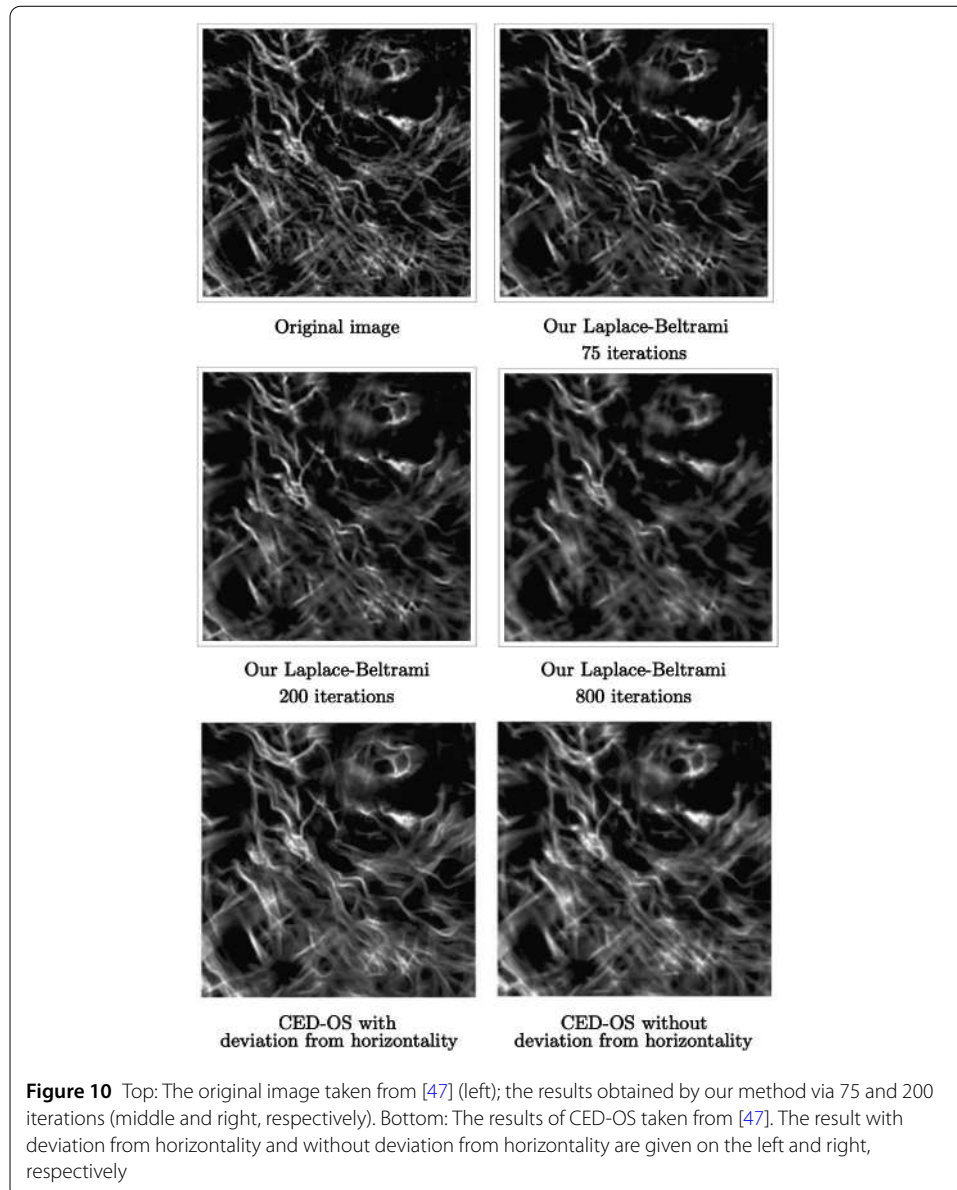 Original image
Our Laplace-Beltrami
75 iterations
Our Laplace-Beltrami
200 iterations
Our Laplace-Beltrami
800 iterations
CED-OS with
deviation from horizontality
CED-OS without
deviation from horizontality
Figure 10 Top: The original image taken from [47] (left); the results obtained by our method via 75 and 200
iterations (middle and right, respectively). Bottom: The results of CED-OS taken from [47]. The result with
deviation from horizontality and without deviation from horizontality are given on the left and right,
respectively